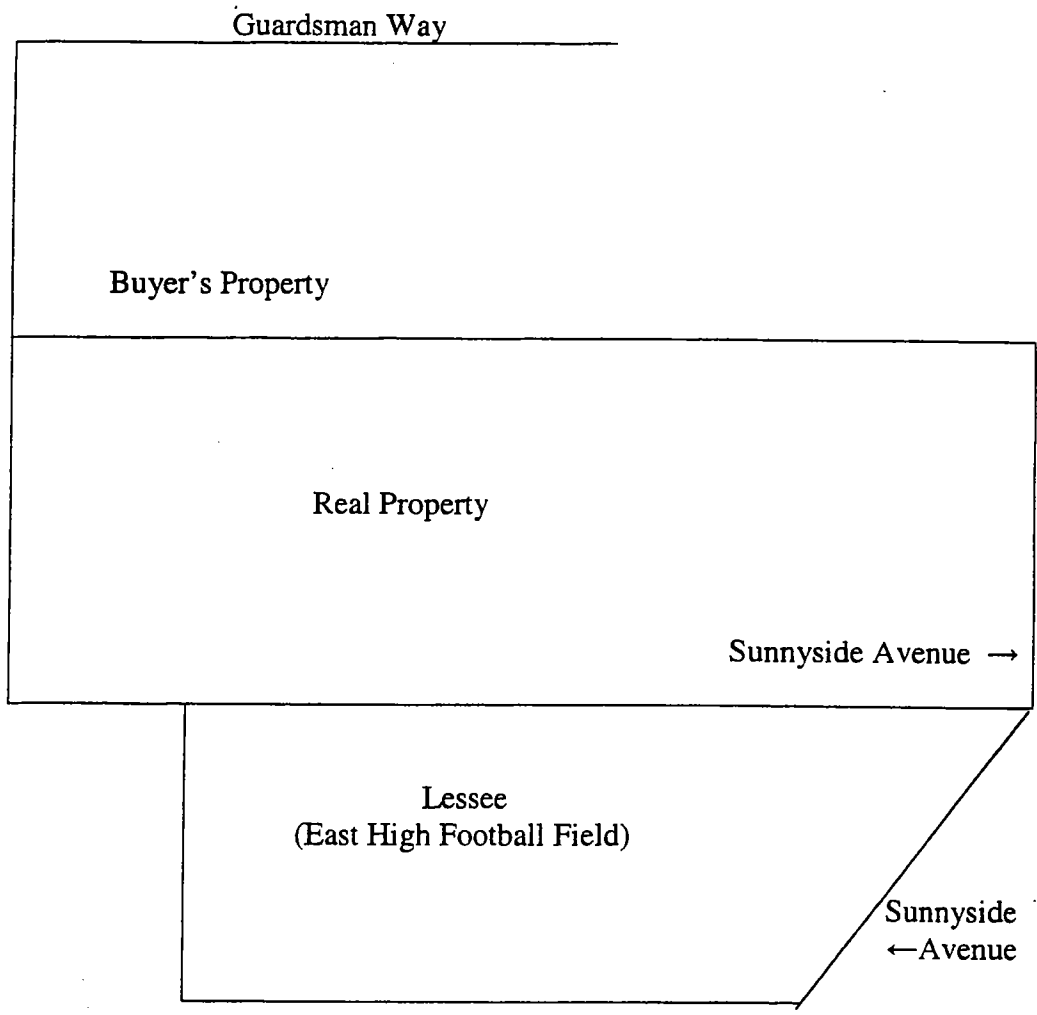 Guardsman Way
Buyer's Property
Real Property
Sunnyside Avenue →
Lessee
(East High Football Field)
Sunnyside
←Avenue